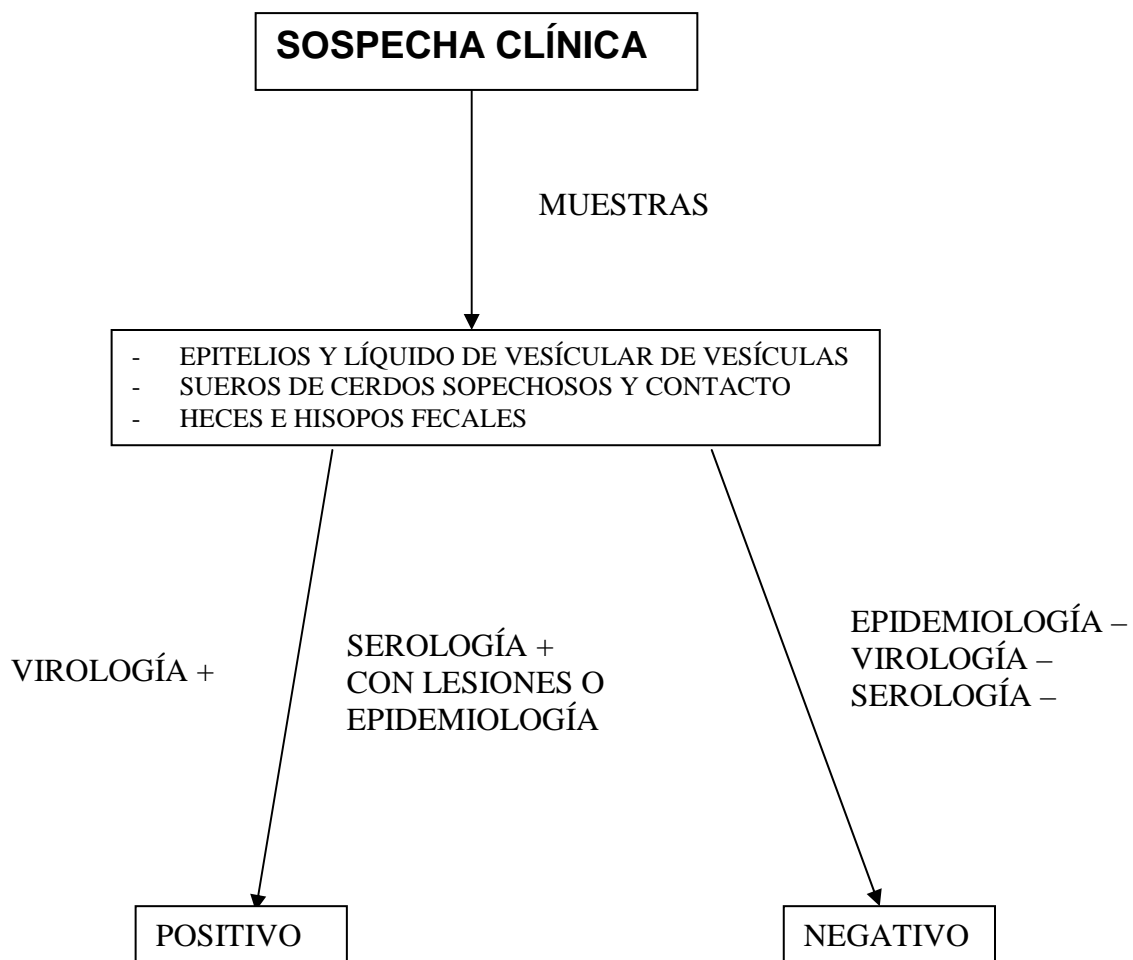 SOSPECHA CLÍNICA
MUESTRAS
- EPITELIOS Y LÍQUIDO DE VESÍCULAR DE VESÍCULAS
- SUEROS DE CERDOS SOPECHOSOS Y CONTACTO
- HECES E HISOPOS FECALES
VIROLOGÍA +
SEROLOGÍA +
CON LESIONES O
EPIDEMIOLOGÍA
EPIDEMIOLOGÍA –
VIROLOGÍA –
SEROLOGÍA –
POSITIVO
NEGATIVO